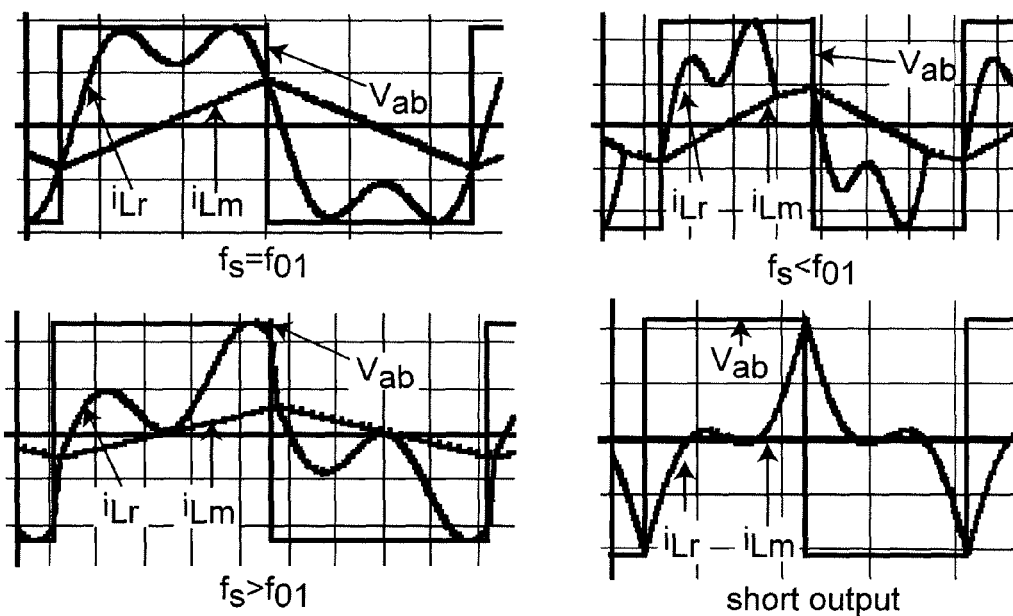 Vab
iLr
iLm
fs=f01
Vab
iLr
iLm
fs<f01
Vab
iLr
iLm
fs>f01
Vab
iLr
iLm
short output